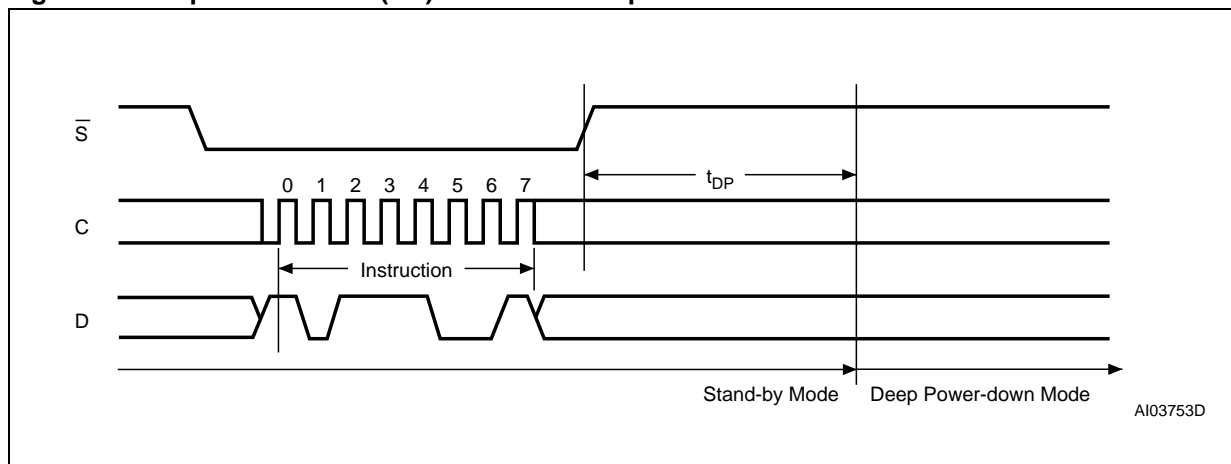 S
0 1 2 3 4 5 6 7
tDP
C
Instruction
D
Stand-by Mode Deep Power-down Mode
AI03753D